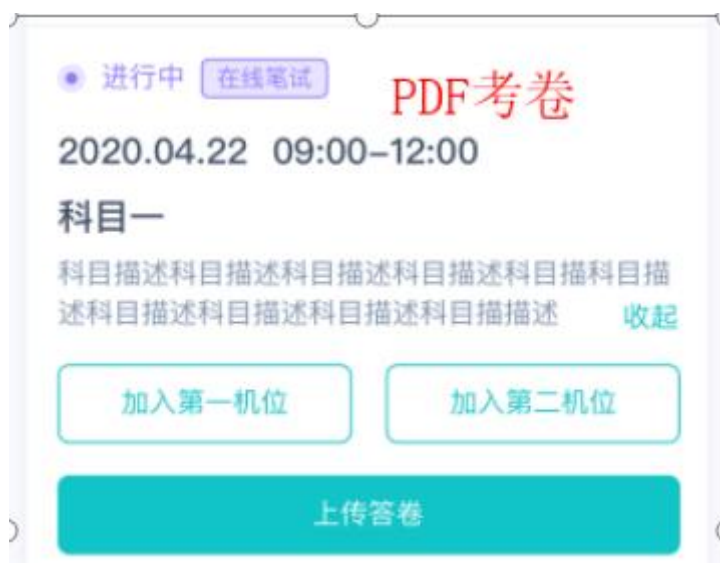 进行中 在线笔试 PDF考卷
2020.04.22 09:00-12:00
科目一
科目描述科目描述科目描述科目描述科目描科目描
述科目描述科目描述科目描述科目描描述 收起
加入第一机位 加入第二机位
上传答卷